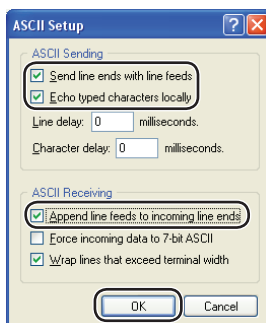 ASCII Setup
ASCII Sending
Send line ends with line feeds
Echo typed characters locally
Line delay: 0 milliseconds.
Character delay: 0 milliseconds.
ASCII Receiving
Append line feeds to incoming line ends
Force incoming data to 7-bit ASCII
Wrap lines that exceed terminal width
OK Cancel